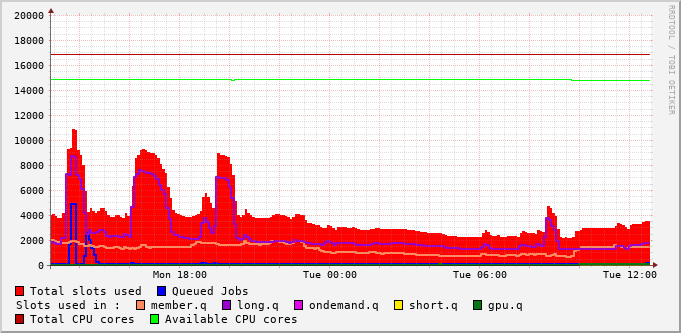 20000
18000
16000
14000
12000
10000
8000
6000
4000
2000
0
Mon 18:00 Tue 00:00 Tue 06:00 Tue 12:00
RRDTOOL / TOBI OETIKER
Total slots used Queued Jobs
Slots used in : member.q long.q ondemand.q short.q gpu.q
Total CPU cores Available CPU cores